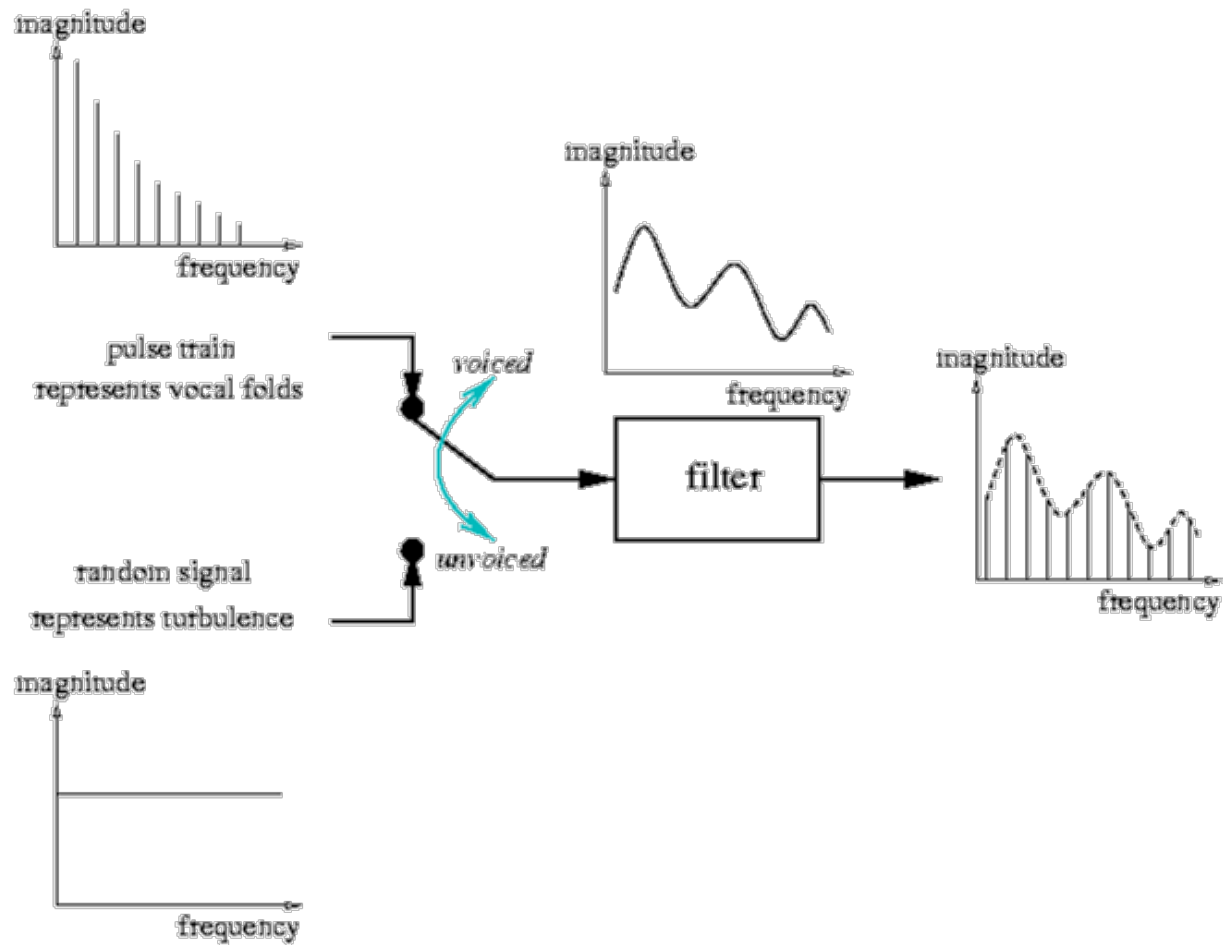 magnitude
frequency
pulse train
represents vocal folds
voiced
unvoiced
random signal
represents turbulence
magnitude
frequency
magnitude
frequency
filter
magnitude
frequency